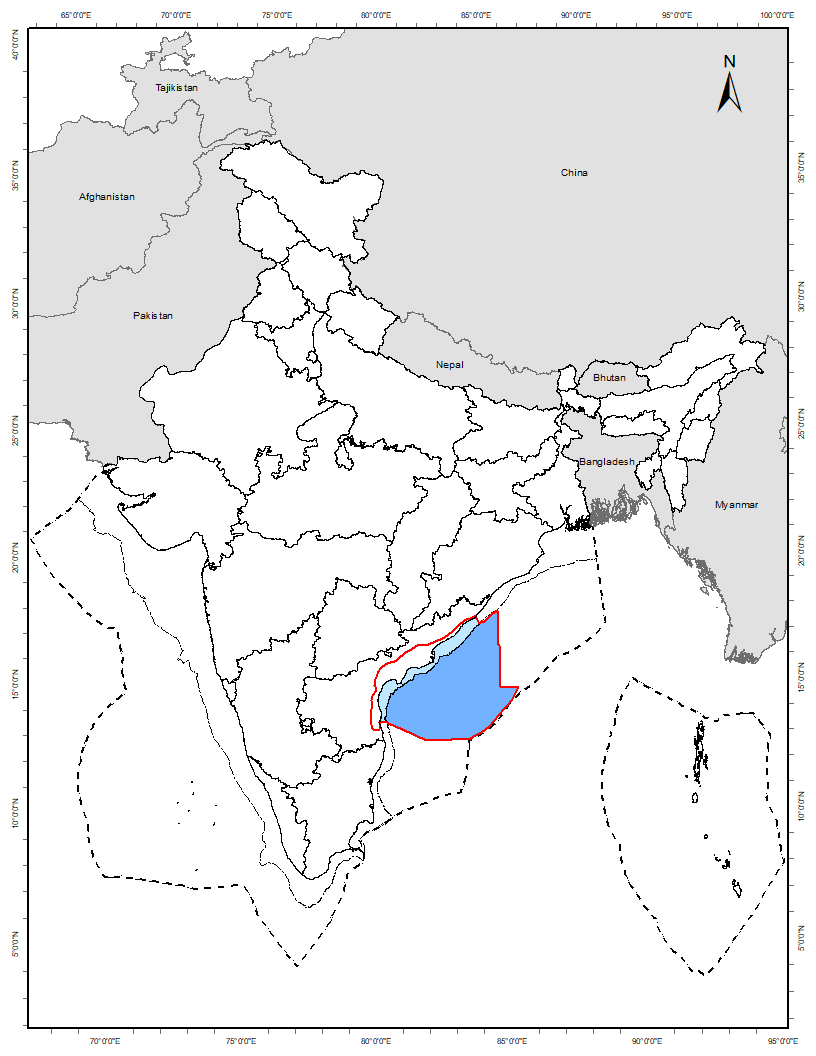 65°0'0"E 70°0'0"E 75°0'0"E 80°0'0"E 85°0'0"E 90°0'0"E 95°0'0"E 100°0'0"E
40°0'0"N
N
Tajikistan
China
35°0'0"N
35°0'0"N
Afghanistan
30°0'0"N
30°0'0"N
Pakistan
Nepal
Bhutan
25°0'0"N
25°0'0"N
Bangladesh
Myanmar
20°0'0"N
20°0'0"N
15°0'0"N
15°0'0"N
10°0'0"N
10°0'0"N
5°0'0"N
5°0'0"N
70°0'0"E 75°0'0"E 80°0'0"E 85°0'0"E 90°0'0"E 95°0'0"E